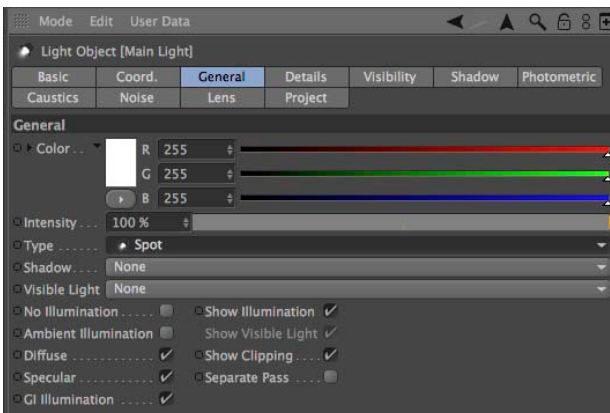 Mode Edit User Data
Light Object [Main Light]
Basic Coord. General Details Visibility Shadow Photometric
Caustics Noise Lens Project
General
Color . . R 255
G 255
B 255
Intensity . . . 100 %
Type . . . . . . Spot
Shadow. . . . None
Visible Light None
No Illumination . . . . . Show Illumination
Ambient Illumination Show Visible Light
Diffuse . . . . . . . . . . . Show Clipping . . . .
Specular . . . . . . . . . . Separate Pass . . . .
GI Illumination . . . . .